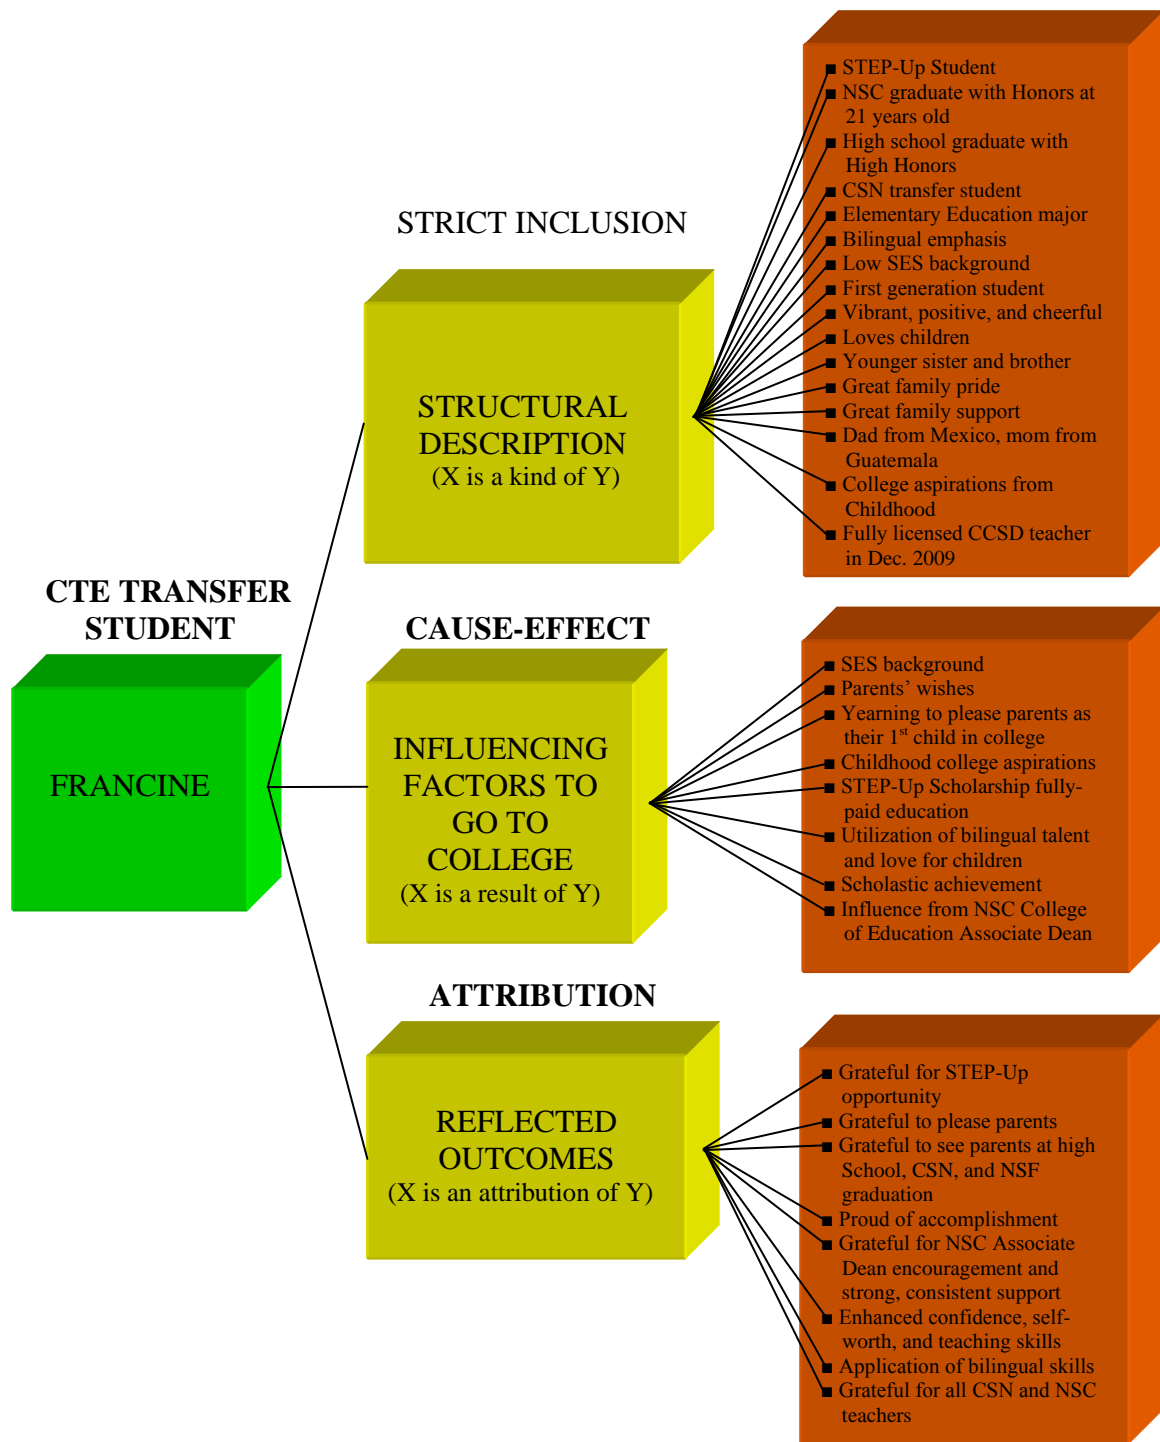 CTE TRANSFER
STUDENT
FRANCINE
STRICT INCLUSION
STRUCTURAL
DESCRIPTION
(X is a kind of Y)
■ STEP-Up Student
■ NSC graduate with Honors at
21 years old
■ High school graduate with
High Honors
■ CSN transfer student
■ Elementary Education major
■ Bilingual emphasis
■ Low SES background
■ First generation student
■ Vibrant, positive, and cheerful
■ Loves children
■ Younger sister and brother
■ Great family pride
■ Great family support
■ Dad from Mexico, mom from
Guatemala
■ College aspirations from
Childhood
■ Fully licensed CCSD teacher
in Dec. 2009
CAUSE-EFFECT
INFLUENCING
FACTORS TO
GO TO
COLLEGE
(X is a result of Y)
■ SES background
■ Parents’ wishes
■ Yearning to please parents as
their 1st child in college
■ Childhood college aspirations
■ STEP-Up Scholarship fully-
paid education
■ Utilization of bilingual talent
and love for children
■ Scholastic achievement
■ Influence from NSC College
of Education Associate Dean
ATTRIBUTION
REFLECTED
OUTCOMES
(X is an attribution of Y)
■ Grateful for STEP-Up
opportunity
■ Grateful to please parents
■ Grateful to see parents at high
School, CSN, and NSF
graduation
■ Proud of accomplishment
■ Grateful for NSC Associate
Dean encouragement and
strong, consistent support
■ Enhanced confidence, self-
worth, and teaching skills
■ Application of bilingual skills
■ Grateful for all CSN and NSC
teachers